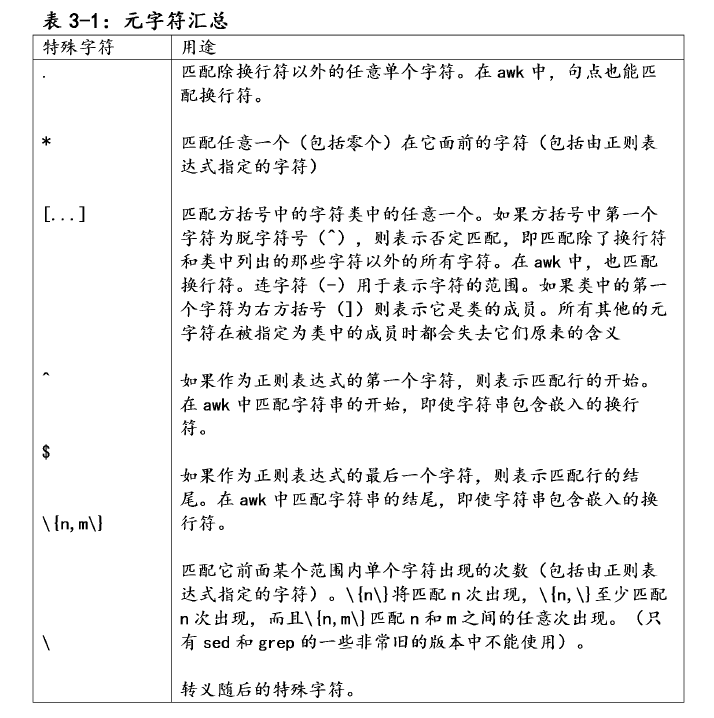 表 3-1：元字符汇总
特殊字符 用途
. 匹配除换行符以外的任意单个字符。在 awk 中，句点也能匹
配换行符。
* 匹配任意一个（包括零个）在它面前的字符（包括由正则表
达式指定的字符）
[...] 匹配方括号中的字符类中的任意一个。如果方括号中第一个
字符为脱字符号（^），则表示否定匹配，即匹配除了换行符
和类中列出的那些字符以外的所有字符。在 awk 中，也匹配
换行符。连字符（-）用于表示字符的范围。如果类中的第一
个字符为右方括号（]）则表示它是类的成员。所有其他的元
字符在被指定为类中的成员时都会失去它们原来的含义
^ 如果作为正则表达式的第一个字符，则表示匹配行的开始。
在 awk 中匹配字符串的开始，即使字符串包含嵌入的换行
符。
$
如果作为正则表达式的最后一个字符，则表示匹配行的结
尾。在 awk 中匹配字符串的结尾，即使字符串包含嵌入的换
\{n,m\} 行符。
匹配它前面某个范围内单个字符出现的次数（包括由正则表
达式指定的字符）。\{n\}将匹配 n 次出现，\{n,\}至少匹配
n 次出现，而且\{n,m\}匹配 n 和 m 之间的任意次出现。（只
\ 有 sed 和 grep 的一些非常旧的版本中不能使用）。
转义随后的特殊字符。